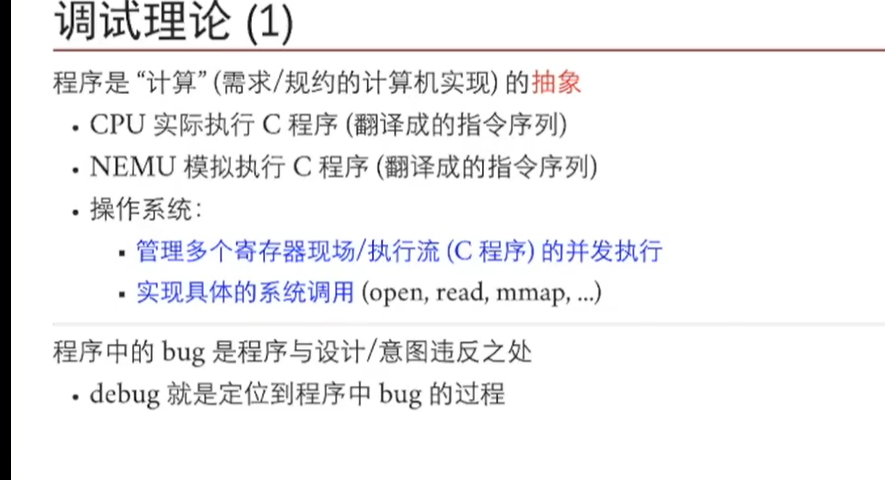 调试理论 (1)
程序是 “计算” (需求/规约的计算机实现) 的抽象
• CPU 实际执行 C 程序 (翻译成的指令序列)
• NEMU 模拟执行 C 程序 (翻译成的指令序列)
• 操作系统：
▪ 管理多个寄存器现场/执行流 (C 程序) 的并发执行
▪ 实现具体的系统调用 (open, read, mmap, ...)
程序中的 bug 是程序与设计/意图违反之处
• debug 就是定位到程序中 bug 的过程